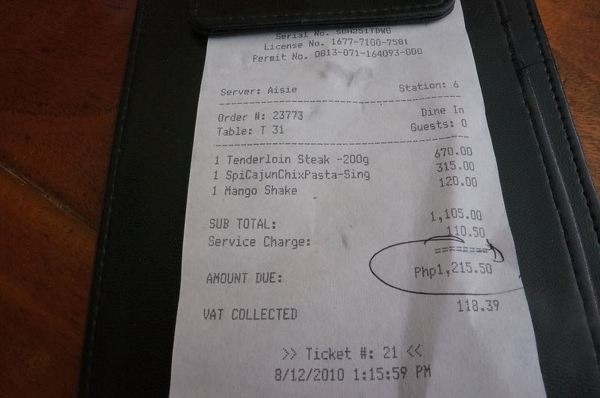 Serial No.
License No. 1677-7100-7581
Permit No. 0813-071-164093-000
Server: Aisie Station: 6
Order #: 23773 Dine In
Table: T 31 Guests: 0
1 Tenderloin Steak -200g 670.00
1 SpiCajunChixPasta-Sing 315.00
1 Mango Shake 120.00
SUB TOTAL: 1,105.00
Service Charge: 110.50
========
AMOUNT DUE: Php1,215.50
VAT COLLECTED 118.39
>> Ticket #: 21 <<
8/12/2010 1:15:59 PM